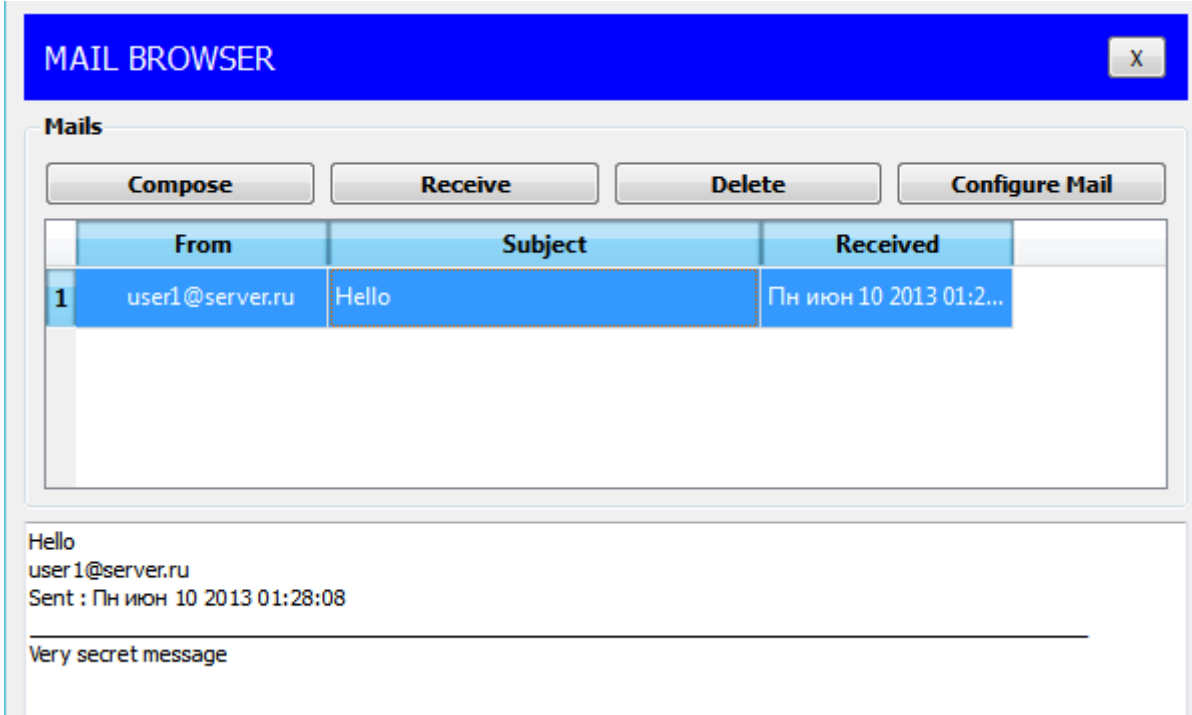 MAIL BROWSER X
Mails
Compose Receive Delete Configure Mail
From Subject Received
1 user1@server.ru Hello Пн июн 10 2013 01:2...
Hello
user1@server.ru
Sent : Пн июн 10 2013 01:28:08
Very secret message